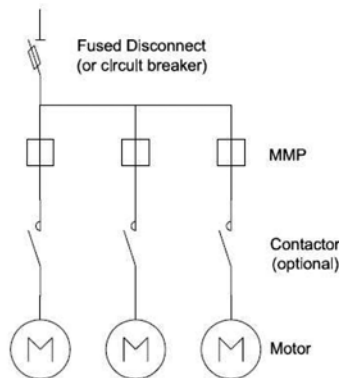 Fused Disconnect
(or circuit breaker)
MMP
Contactor
(optional)
M
M
M
Motor